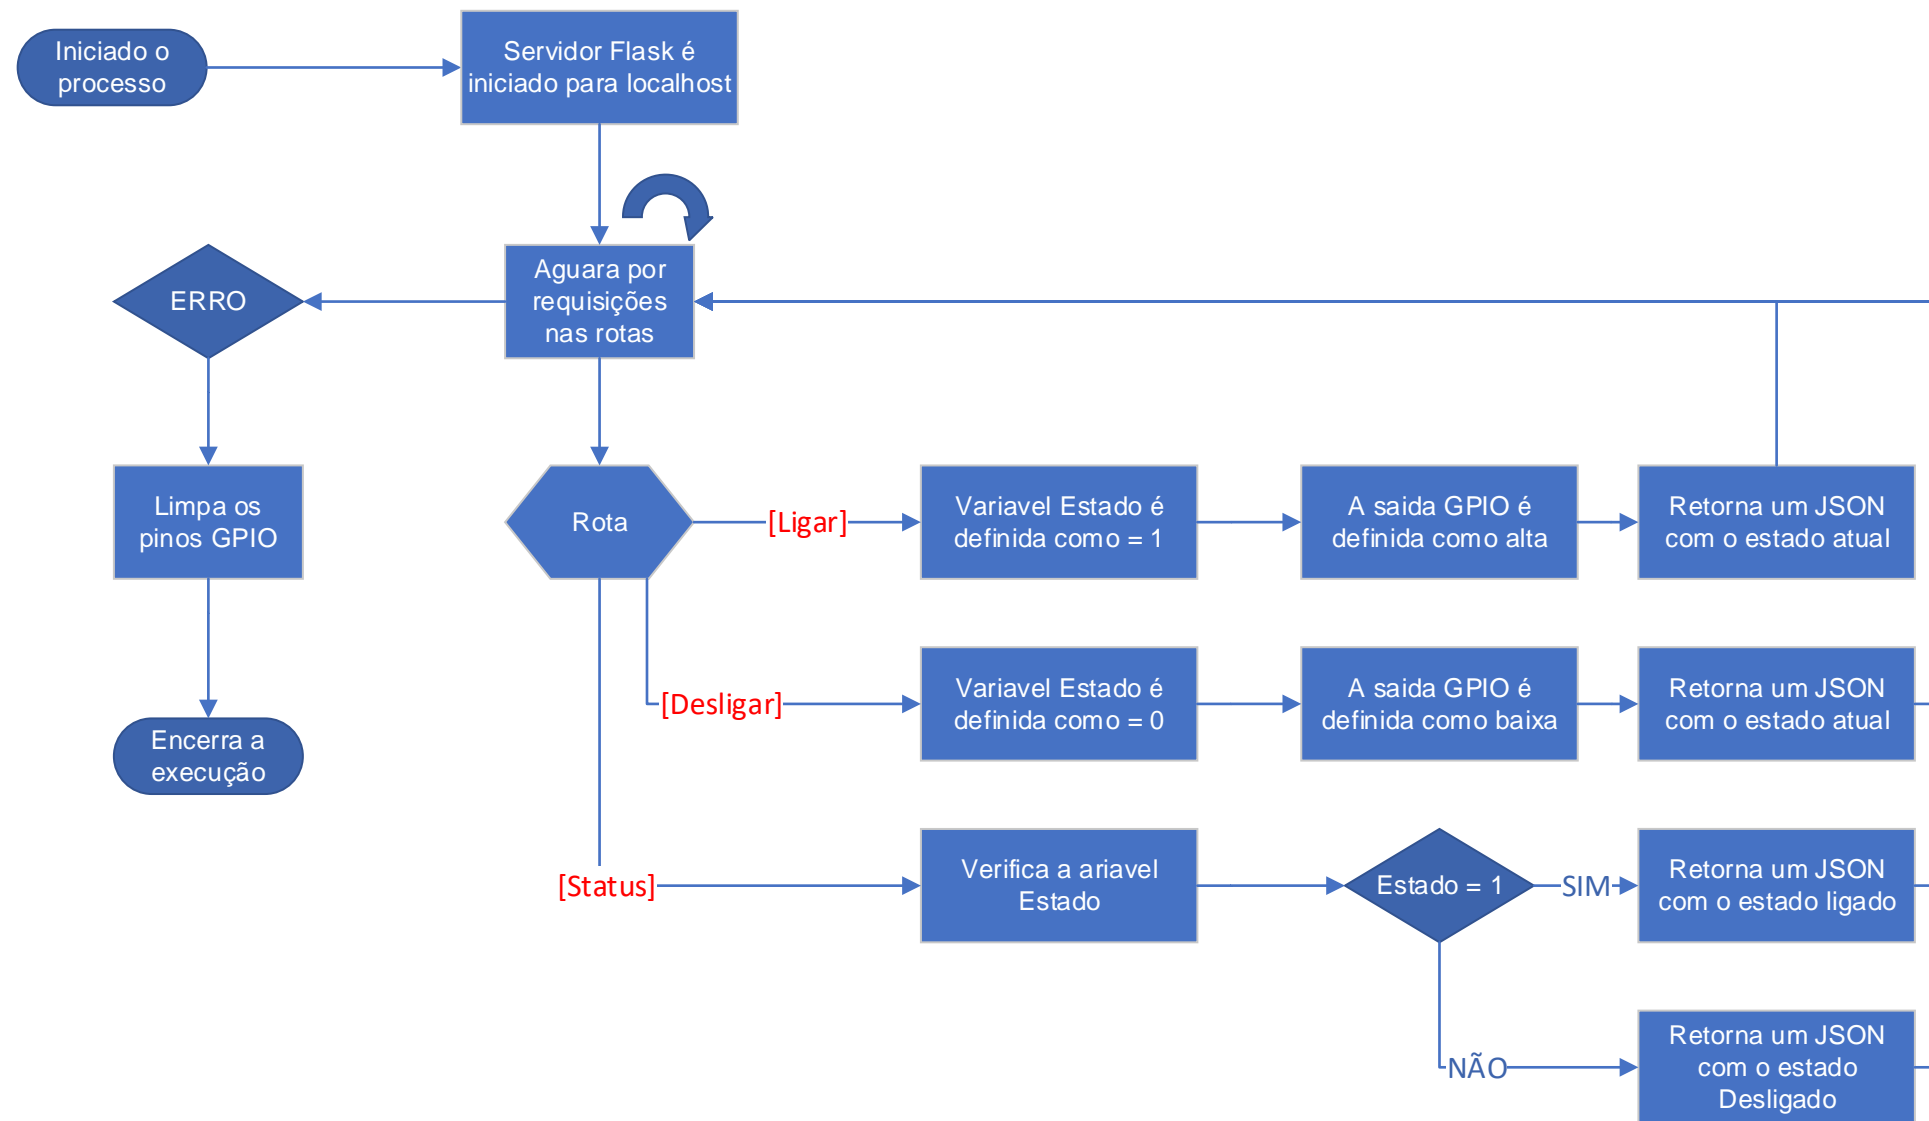 Iniciado o
processo
Servidor Flask é
iniciado para localhost
ERRO
Aguara por
requisições
nas rotas
Limpa os
pinos GPIO
Rota
[Ligar]
Variavel Estado é
definida como = 1
A saida GPIO é
definida como alta
Retorna um JSON
com o estado atual
[Desligar]
Variavel Estado é
definida como = 0
A saida GPIO é
definida como baixa
Retorna um JSON
com o estado atual
Encerra a
execução
[Status]
Verifica a ariavel
Estado
Estado = 1
SIM
Retorna um JSON
com o estado ligado
NÃO
Retorna um JSON
com o estado
Desligado